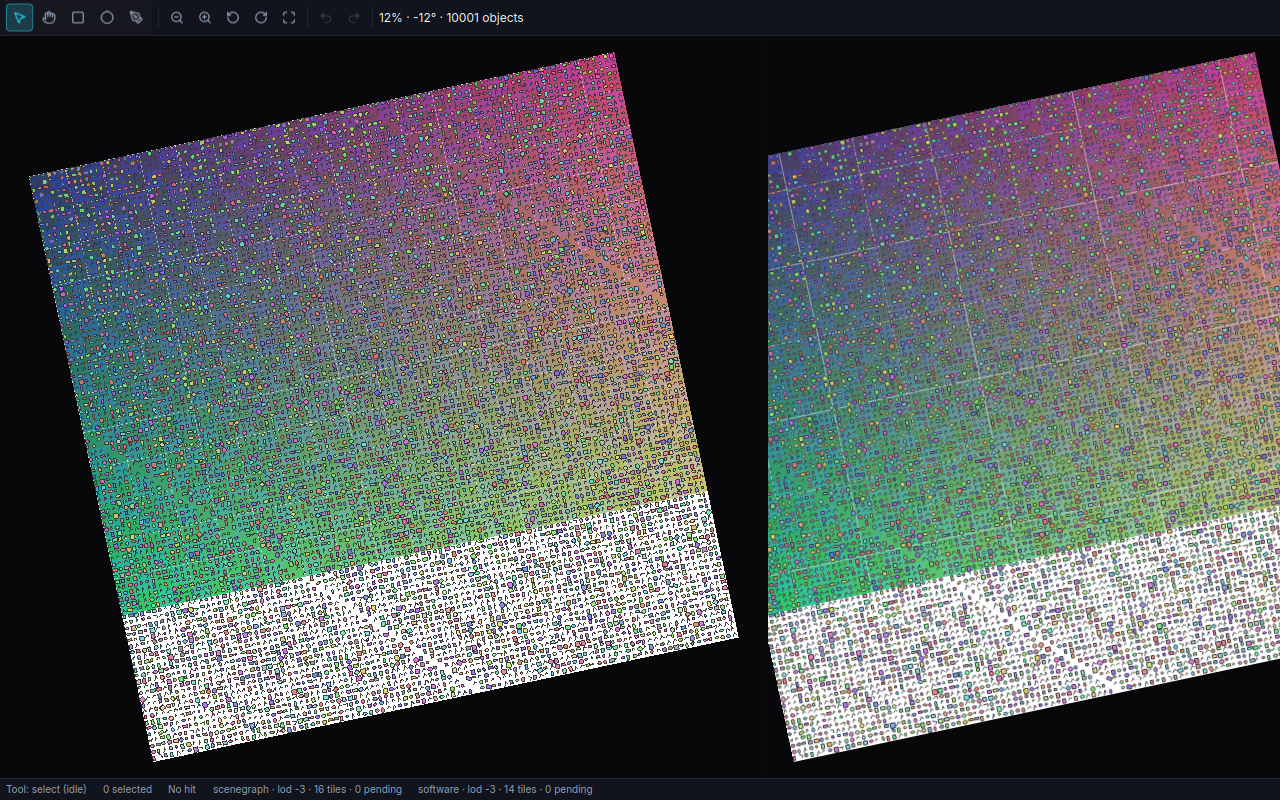 12% · -12° · 10001 objects
Tool: select (idle) 0 selected No hit scenegraph · lod -3 · 16 tiles · 0 pending software · lod -3 · 14 tiles · 0 pending